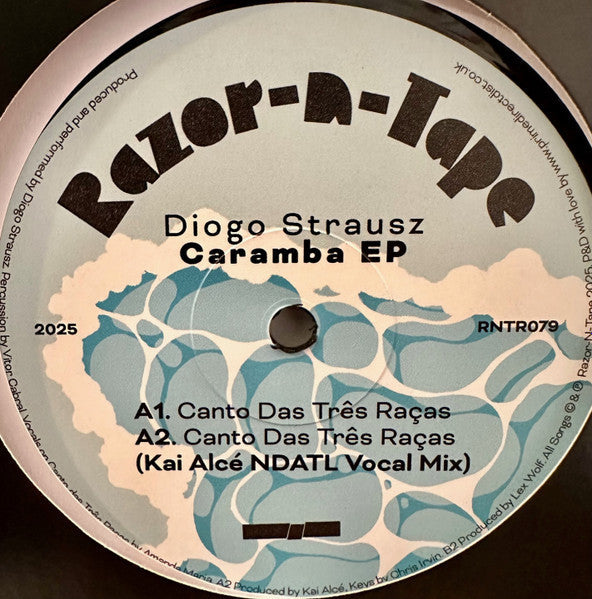 Razor-n-Tape
Diogo Strausz
Caramba EP
2025
RNTR079
A1. Canto Das Três Raças
A2. Canto Das Três Raças
(Kai Alcé NDATL Vocal Mix)
Produced and performed by Diogo Strausz. Percussion by Vitor Cabral. Vocals on Canto das Três Raças by Amanda Maria. A2 Produced by Kai Alcé, Keys by Chris Irvin. B2 Produced by Lex Wolf. All Songs © & ℗ Razor-N-Tape 2025. P&D with love by www.primedirectdist.co.uk